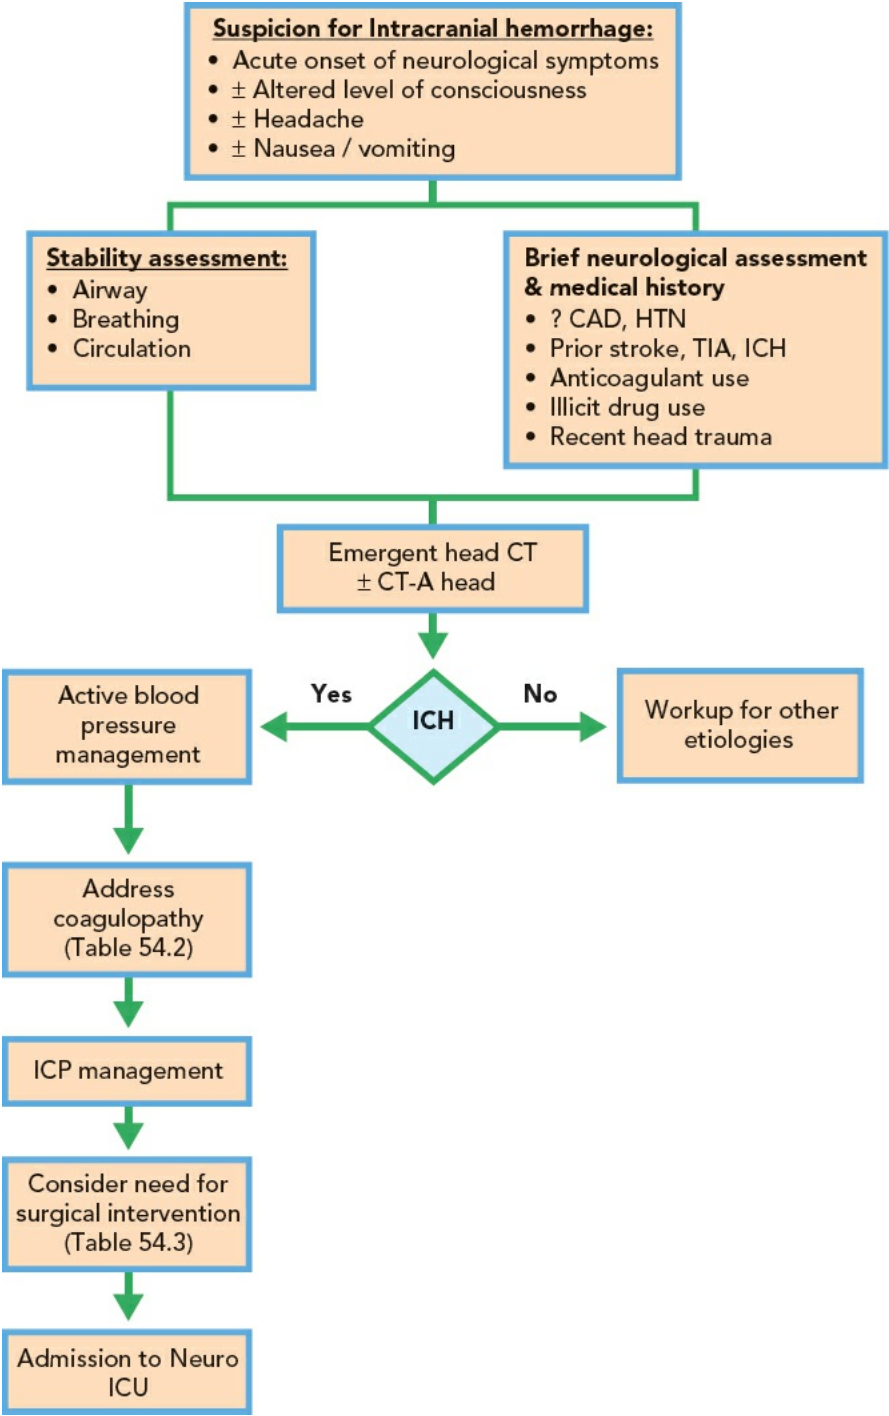 Suspicion for Intracranial hemorrhage:
• Acute onset of neurological symptoms
• ± Altered level of consciousness
• ± Headache
• ± Nausea / vomiting
Stability assessment:
• Airway
• Breathing
• Circulation
Brief neurological assessment
& medical history
• ? CAD, HTN
• Prior stroke, TIA, ICH
• Anticoagulant use
• Illicit drug use
• Recent head trauma
Emergent head CT
± CT-A head
ICH
Yes
No
Active blood
pressure
management
Workup for other
etiologies
Address
coagulopathy
(Table 54.2)
ICP management
Consider need for
surgical intervention
(Table 54.3)
Admission to Neuro
ICU